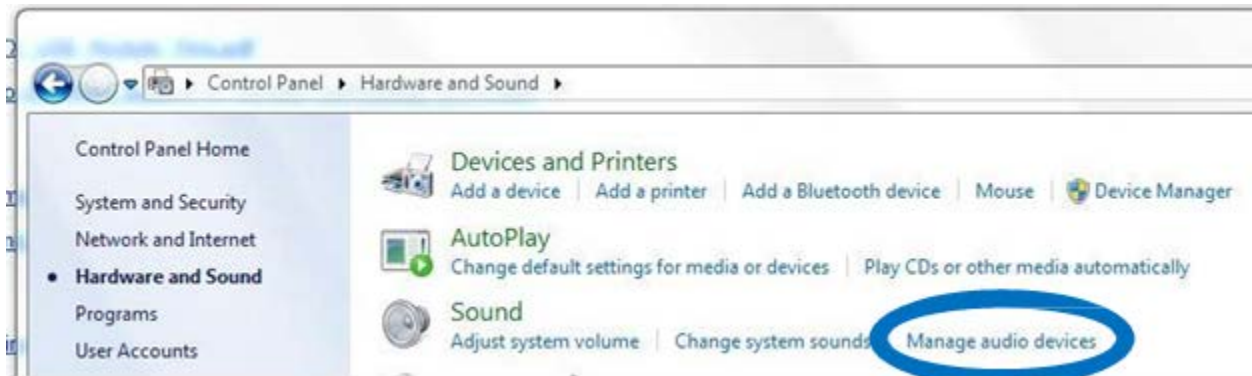 Control Panel Hardware and Sound
Control Panel Home
System and Security
Network and Internet
Hardware and Sound
Programs
User Accounts
Devices and Printers
Add a device Add a printer Add a Bluetooth device Mouse Device Manager
AutoPlay
Change default settings for media or devices Play CDs or other media automatically
Sound
Adjust system volume Change system sounds Manage audio devices